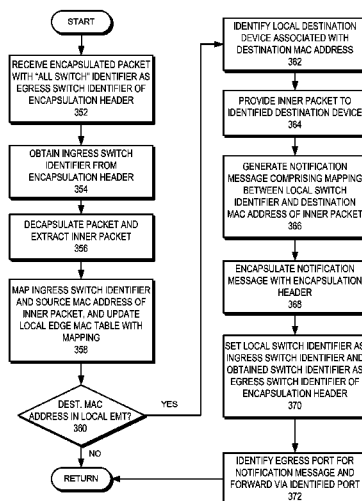 START
RECEIVE ENCAPSULATED PACKET
WITH "ALL SWITCH" IDENTIFIER AS
EGRESS SWITCH IDENTIFIER OF
ENCAPSULATION HEADER
352
OBTAIN INGRESS SWITCH
IDENTIFIER FROM
ENCAPSULATION HEADER
354
DECAPSULATE PACKET AND
EXTRACT INNER PACKET
356
MAP INGRESS SWITCH IDENTIFIER
AND SOURCE MAC ADDRESS OF
INNER PACKET, AND UPDATE
LOCAL EDGE MAC TABLE WITH
MAPPING
358
DEST. MAC
ADDRESS IN LOCAL EMT?
360
YES
NO
RETURN
IDENTIFY LOCAL DESTINATION
DEVICE ASSOCIATED WITH
DESTINATION MAC ADDRESS
362
PROVIDE INNER PACKET TO
IDENTIFIED DESTINATION DEVICE
364
GENERATE NOTIFICATION
MESSAGE COMPRISING MAPPING
BETWEEN LOCAL SWITCH
IDENTIFIER AND DESTINATION
MAC ADDRESS OF INNER PACKET
366
ENCAPSULATE NOTIFICATION
MESSAGE WITH ENCAPSULATION
HEADER
368
SET LOCAL SWITCH IDENTIFIER AS
INGRESS SWITCH IDENTIFIER AND
OBTAINED SWITCH IDENTIFIER AS
EGRESS SWITCH IDENTIFIER OF
ENCAPSULATION HEADER
370
IDENTIFY EGRESS PORT FOR
NOTIFICATION MESSAGE AND
FORWARD VIA IDENTIFIED PORT
372